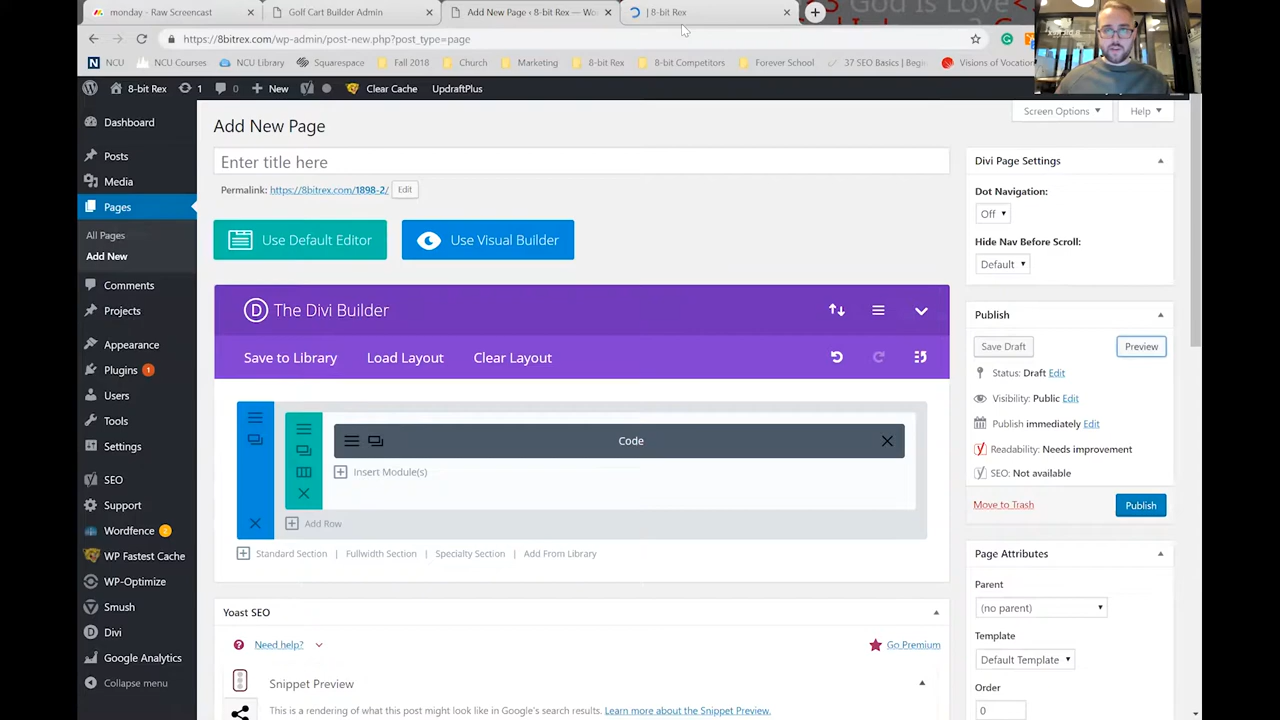 monday - Raw Screencast
Golf Cart Builder Admin
Add New Page ‹ 8-bit Rex — Wo
| 8-bit Rex
God Is Love
https://8bitrex.com/wp-admin/post-new.php?post_type=page
NCU
NCU Courses
NCU Library
Squarespace
Fall 2018
Church
Marketing
8-bit Rex
8-bit Competitors
Forever School
37 SEO Basics | Begin
Visions of Vocation
8-bit Rex
1
0
+ New
Clear Cache
UpdraftPlus
Dashboard
Posts
Media
Pages
All Pages
Add New
Comments
Projects
Appearance
Plugins 1
Users
Tools
Settings
SEO
Support
Wordfence 2
WP Fastest Cache
WP-Optimize
Smush
Divi
Google Analytics
Collapse menu
Screen Options
Help
Add New Page
Enter title here
Permalink: https://8bitrex.com/1898-2/ Edit
Use Default Editor
Use Visual Builder
D The Divi Builder
Save to Library
Load Layout
Clear Layout
Code
Insert Module(s)
Add Row
Standard Section | Fullwidth Section | Specialty Section | Add From Library
Yoast SEO
Need help?
Go Premium
Snippet Preview
This is a rendering of what this post might look like in Google's search results. Learn more about the Snippet Preview.
Divi Page Settings
Dot Navigation:
Off
Hide Nav Before Scroll:
Default
Publish
Save Draft
Preview
Status: Draft Edit
Visibility: Public Edit
Publish immediately Edit
Readability: Needs improvement
SEO: Not available
Move to Trash
Publish
Page Attributes
Parent
(no parent)
Template
Default Template
Order
0